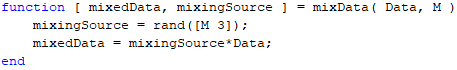 function [ mixedData, mixingSource ] = mixData( Data, M )
    mixingSource = rand([M 3]);
    mixedData = mixingSource*Data;
end